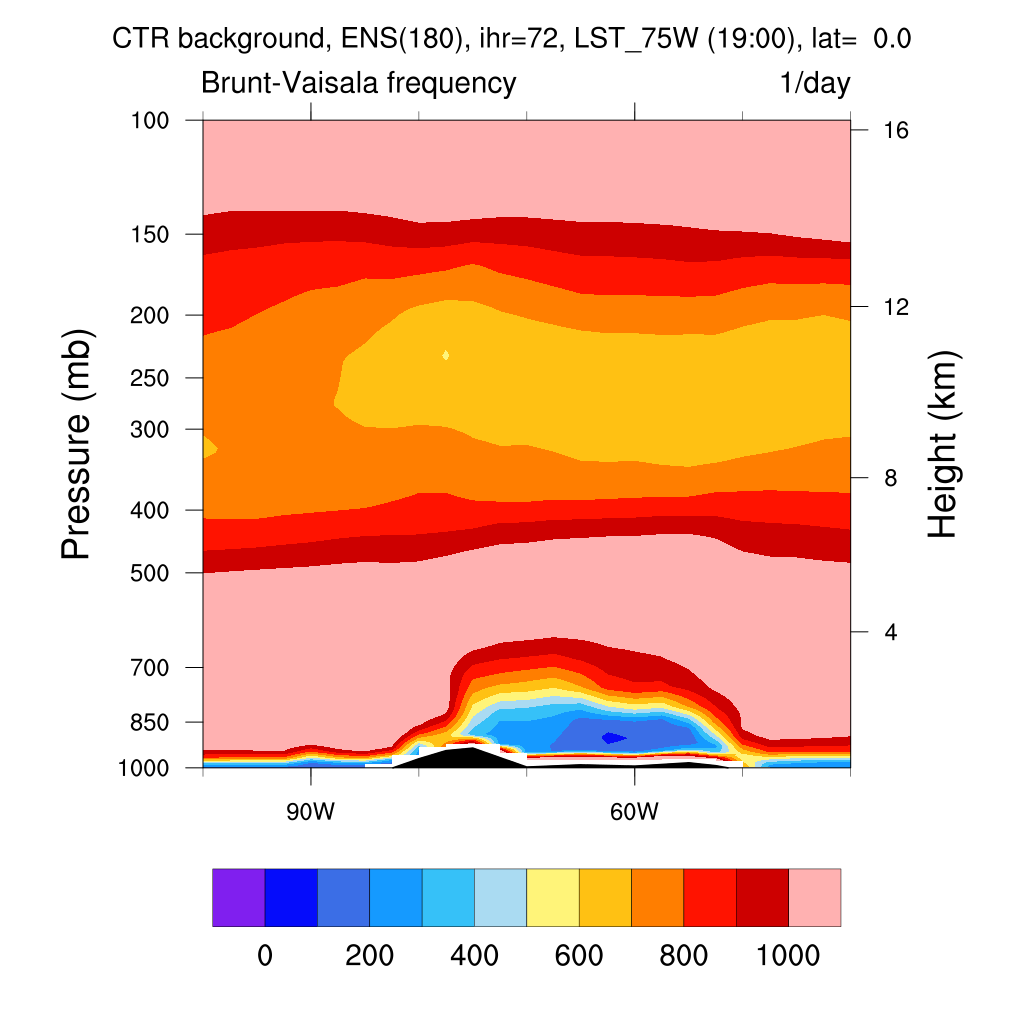 CTR background, ENS(180), ihr=72, LST_75W (19:00), lat=  0.0
Brunt-Vaisala frequency 1/day
100
150
200
250
300
400
500
700
850
1000
Pressure (mb)
16
12
8
4
Height (km)
90W 60W
0 200 400 600 800 1000